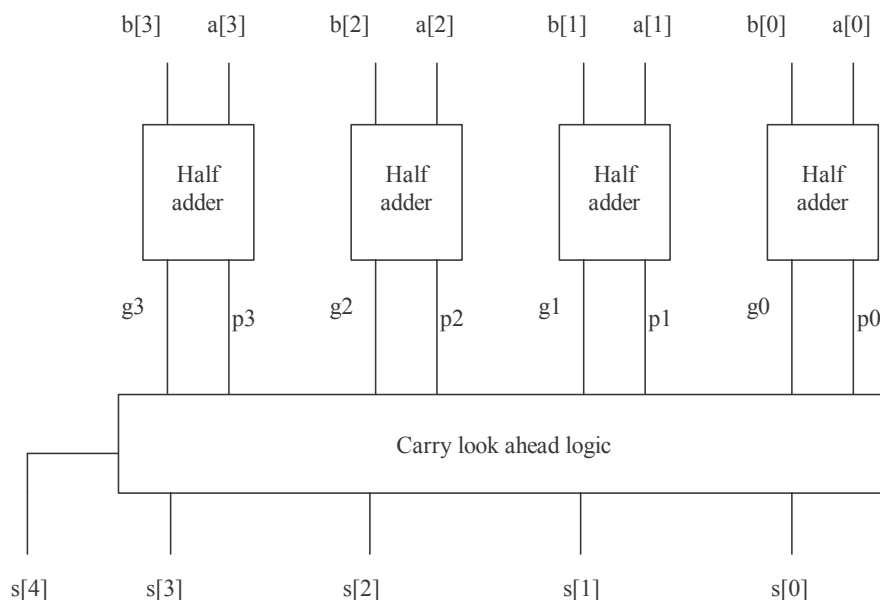 b[3] a[3] b[2] a[2] b[1] a[1] b[0] a[0]
Half
adder
Half
adder
Half
adder
Half
adder
g3 p3 g2 p2 g1 p1 g0 p0
Carry look ahead logic
s[4] s[3] s[2] s[1] s[0]